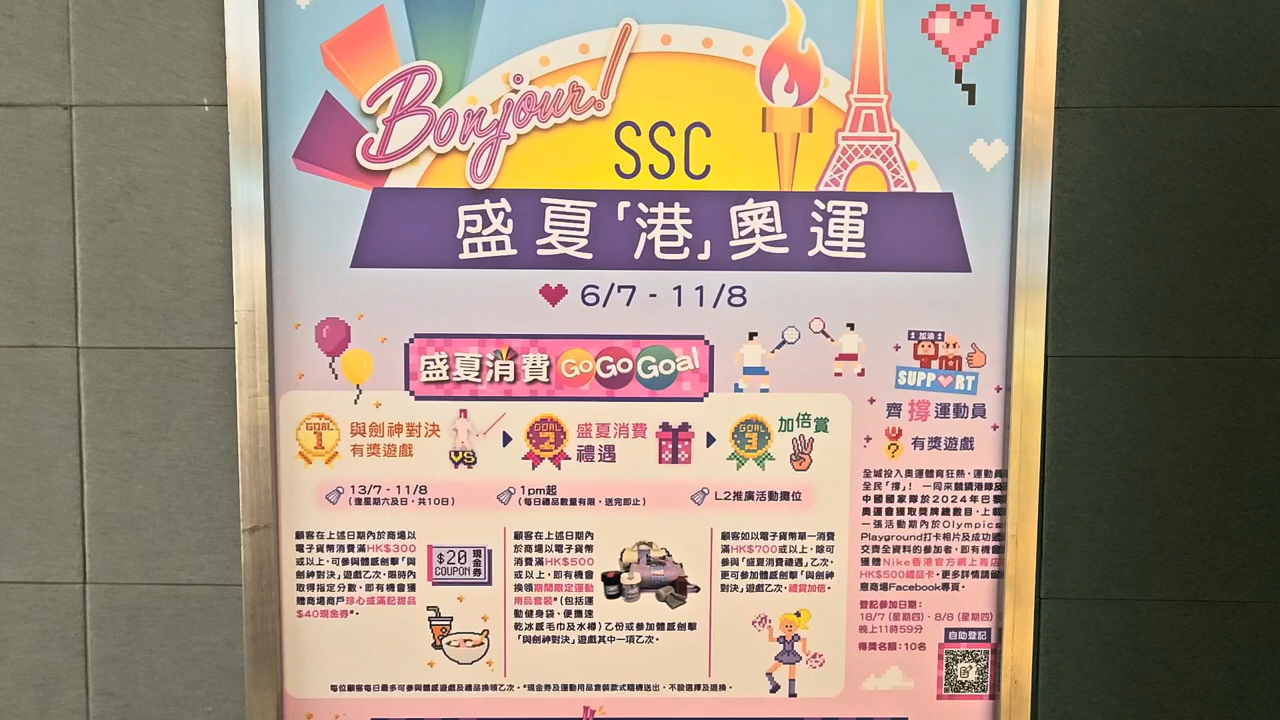 Bonjour!
SSC
盛夏「港」奧運
6/7 - 11/8
盛夏消費 GoGoGoal
GOAL 1
與劍神對決
有獎遊戲
VS
GOAL 2
盛夏消費
禮遇
GOAL 3
加倍賞
13/7 - 11/8
(逢星期六及日，共10日)
1pm起
(每日禮品數量有限，送完即止)
L2推廣活動攤位
顧客在上述日期內於商場以
電子貨幣消費滿HK$300
或以上，可參與體感劍擊「與
劍神對決」遊戲乙次，限時內
取得指定分數，即有機會獲
贈商場商戶珍心或滿記甜品
$40現金券*。
$20
COUPON
現金券
顧客在上述日期內
於商場以電子貨幣
消費滿HK$500
或以上，即有機會
換領期間限定運動
用品套裝*(包括運
動健身袋、便攜速
乾冰感毛巾及水樽)乙份或參加體感劍擊
「與劍神對決」遊戲其中一項乙次。
顧客如以電子貨幣單一消費
滿HK$700或以上，除可
參與「盛夏消費禮遇」乙次，
更可參加體感劍擊「與劍神
對決」遊戲乙次，禮賞加倍。
每位顧客每日最多可參與體感遊戲及禮品換領乙次。*現金券及運動用品套裝款式隨機送出，不設選擇及退換。
加油
SUPPORT
齊撐運動員
有獎遊戲
全城投入奧運體育狂熱，運動員
全民「撐」！一同來競猜港隊及
中國國家隊於2024年巴黎
奧運會獲取獎牌總數目，上載
一張活動期內於Olympics
Playground打卡相片及成功遞
交齊全資料的參加者，即有機會
獲贈Nike香港官方網上商店
HK$500禮品卡。更多詳情請留
意商場Facebook專頁。
登記參加日期：
18/7 (星期四) - 8/8 (星期四)
晚上11時59分
得獎名額：10名
自助登記